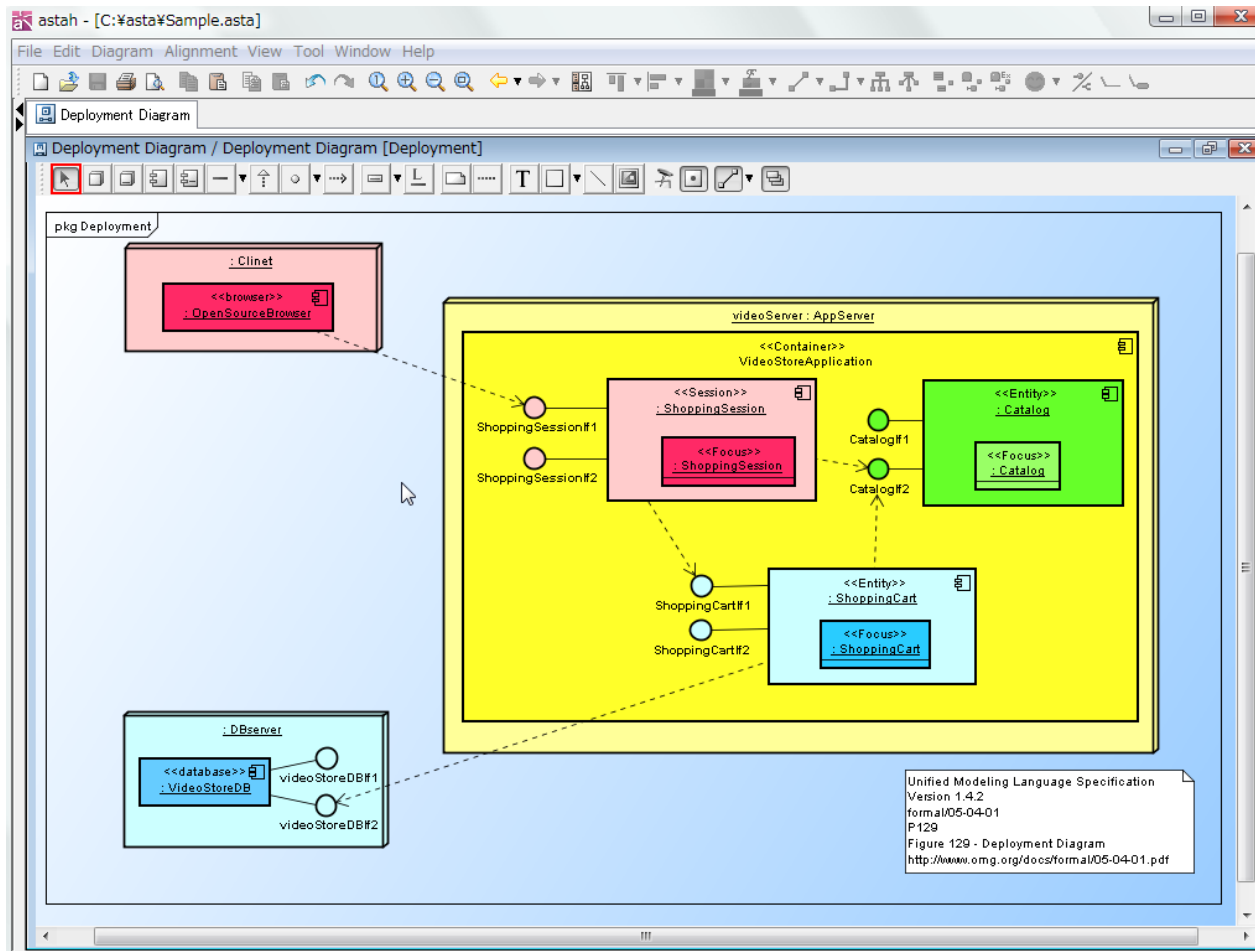 astah - [C:¥asta¥Sample.asta]
File Edit Diagram Alignment View Tool Window Help
Deployment Diagram
Deployment Diagram / Deployment Diagram [Deployment]
T
pkg Deployment
: Clinet
<<browser>>
: OpenSourceBrowser
videoServer : AppServer
<<Container>>
VideoStoreApplication
<<Session>>
: ShoppingSession
<<Focus>>
: ShoppingSession
ShoppingSessionIf1
ShoppingSessionIf2
<<Entity>>
: Catalog
<<Focus>>
: Catalog
CatalogIf1
CatalogIf2
<<Entity>>
: ShoppingCart
<<Focus>>
: ShoppingCart
ShoppingCartIf1
ShoppingCartIf2
: DBserver
<<database>>
: VideoStoreDB
videoStoreDBIf1
videoStoreDBIf2
Unified Modeling Language Specification
Version 1.4.2
formal/05-04-01
P129
Figure 129 - Deployment Diagram
http://www.omg.org/docs/formal/05-04-01.pdf